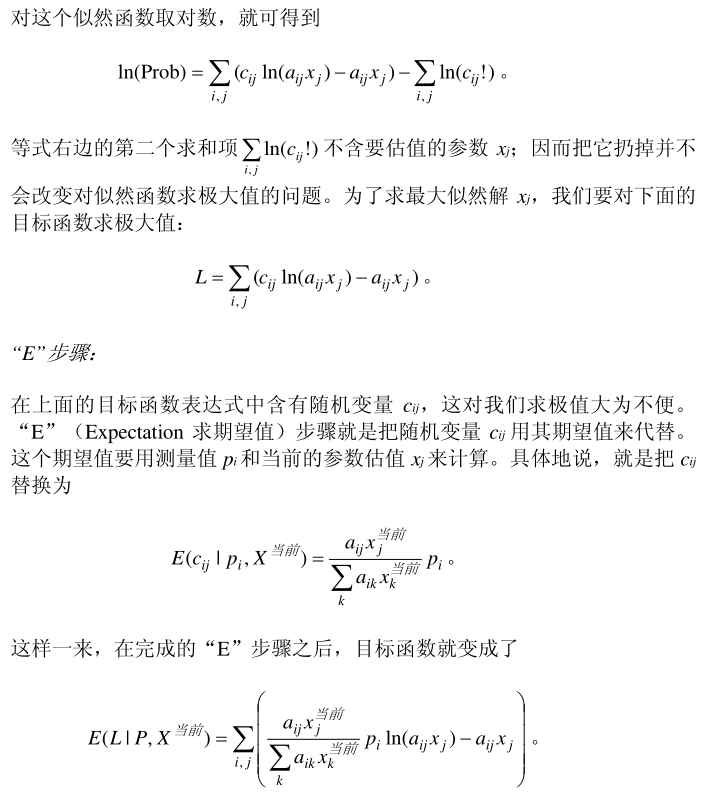 对这个似然函数取对数，就可得到
ln(Prob) = ∑_{i,j} (c_{ij} ln(a_{ij}x_j) − a_{ij}x_j) − ∑_{i,j} ln(c_{ij}!) 。
等式右边的第二个求和项 ∑_{i,j} ln(c_{ij}!) 不含要估值的参数 x_j；因而把它扔掉并不
会改变对似然函数求极大值的问题。为了求最大似然解 x_j，我们要对下面的
目标函数求极大值：
L = ∑_{i,j} (c_{ij} ln(a_{ij}x_j) − a_{ij}x_j) 。
“E”步骤：
在上面的目标函数表达式中含有随机变量 c_{ij}，这对我们求极值大为不便。
“E”（Expectation 求期望值）步骤就是把随机变量 c_{ij} 用其期望值来代替。
这个期望值要用测量值 p_i 和当前的参数估值 x_j 来计算。具体地说，就是把 c_{ij}
替换为
E(c_{ij} | p_i, X^{当前}) = \frac{a_{ij}x_j^{当前}}{∑_k a_{ik}x_k^{当前}} p_i 。
这样一来，在完成的“E”步骤之后，目标函数就变成了
E(L | P, X^{当前}) = ∑_{i,j} ( \frac{a_{ij}x_j^{当前}}{∑_k a_{ik}x_k^{当前}} p_i ln(a_{ij}x_j) − a_{ij}x_j ) 。